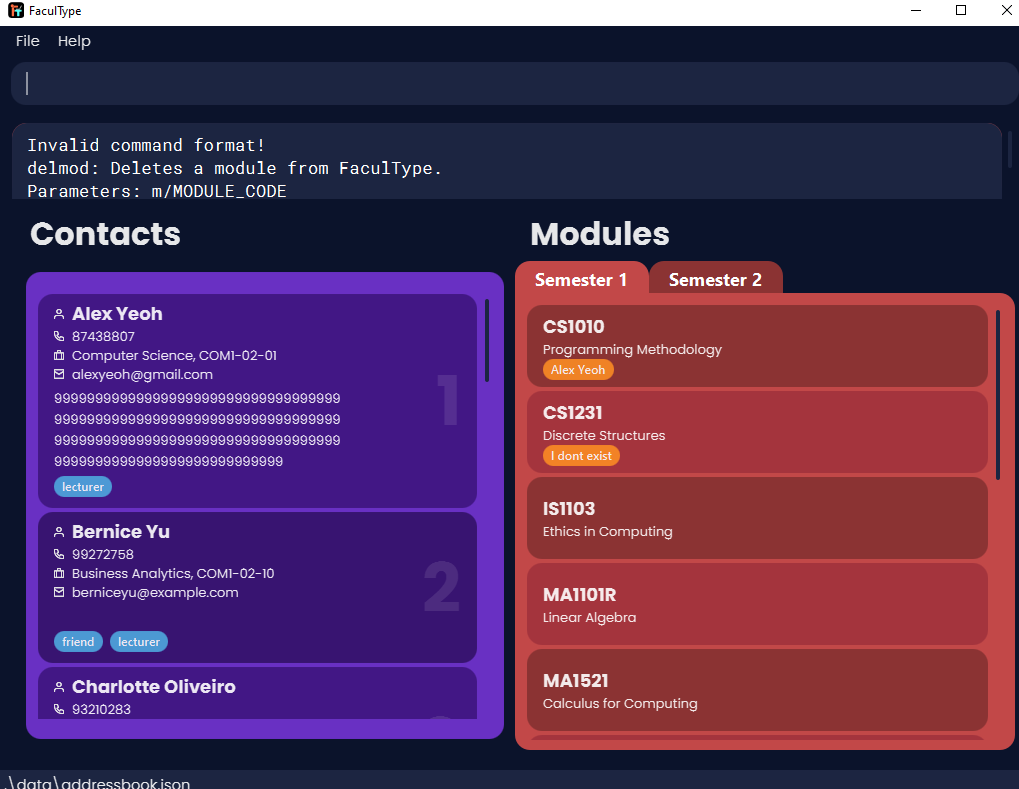 FaculType
File Help
Invalid command format!
delmod: Deletes a module from FaculType.
Parameters: m/MODULE_CODE
Contacts
Alex Yeoh
87438807
Computer Science, COM1-02-01
alexyeoh@gmail.com
99999999999999999999999999999999999
99999999999999999999999999999999999
99999999999999999999999999999999999
9999999999999999999999999999
lecturer
1
Bernice Yu
99272758
Business Analytics, COM1-02-10
berniceyu@example.com
friend lecturer
2
Charlotte Oliveiro
93210283
Modules
Semester 1 Semester 2
CS1010
Programming Methodology
Alex Yeoh
CS1231
Discrete Structures
I dont exist
IS1103
Ethics in Computing
MA1101R
Linear Algebra
MA1521
Calculus for Computing
.\data\addressbook.json